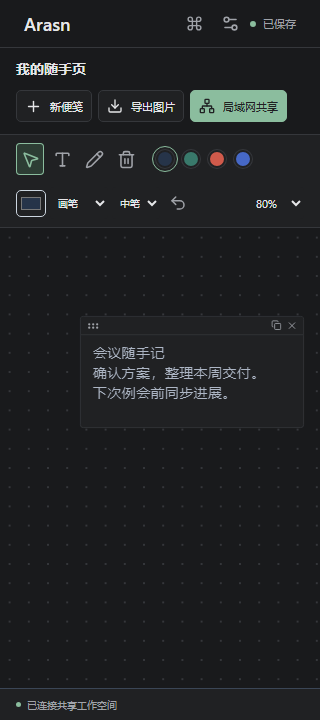 Arasn
已保存
我的随手页
新便笺
导出图片
局域网共享
画笔
中笔
80%
会议随手记
确认方案，整理本周交付。
下次例会前同步进展。
已连接共享工作空间